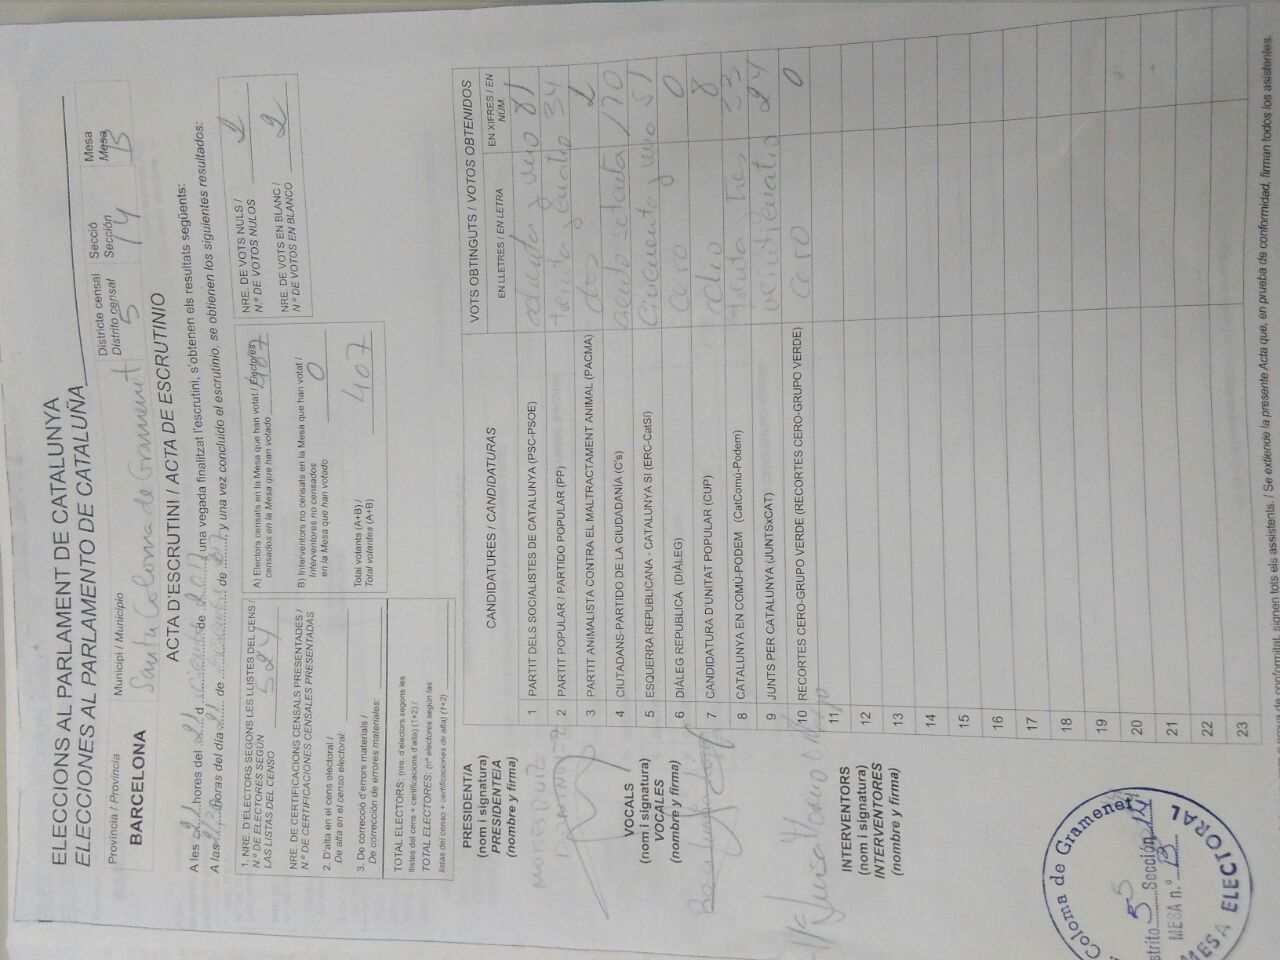 ELECCIONS AL PARLAMENT DE CATALUNYA
ELECCIONES AL PARLAMENTO DE CATALUÑA
Província / Provincia
BARCELONA
Municipi / Municipio
Santa Coloma de Gramenet
Districte censal
Distrito censal
5
Secció
Sección
14
Mesa
Mesa
B
ACTA D'ESCRUTINI / ACTA DE ESCRUTINIO
A les 21 hores del 21 d de 2017, una vegada finalitzat l'escrutini, s'obtenen els resultats següents:
A las horas del día 21 de de 2017, y una vez concluido el escrutinio, se obtienen los siguientes resultados:
1. NRE. D'ELECTORS SEGONS LES LLISTES DEL CENS /
N.º DE ELECTORES SEGÚN
LAS LISTAS DEL CENSO 524
NRE. DE CERTIFICACIONS CENSALS PRESENTADES /
N.º DE CERTIFICACIONES CENSALES PRESENTADAS
2. D'alta en el cens electoral /
De alta en el censo electoral:
3. De correcció d'errors materials /
De corrección de errores materiales:
TOTAL ELECTORS: (nre. d'electors segons les
llistes del cens + certificacions d'alta) (1+2) /
TOTAL ELECTORES: (nº electores según las
listas del censo + certificaciones de alta) (1+2)
A) Electors censats en la Mesa que han votat / Electores
censados en la Mesa que han votado 407
B) Interventors no censats en la Mesa que han votat /
Interventores no censados
en la Mesa que han votado 0
Total votants (A+B) /
Total votantes (A+B) 407
NRE. DE VOTS NULS /
N.º DE VOTOS NULOS 2
NRE. DE VOTS EN BLANC /
N.º DE VOTOS EN BLANCO 2
CANDIDATURES / CANDIDATURAS
VOTS OBTINGUTS / VOTOS OBTENIDOS
EN LLETRES / EN LETRA
EN XIFRES / EN NÚM.
1 PARTIT DELS SOCIALISTES DE CATALUNYA (PSC-PSOE) ochenta y uno 81
2 PARTIT POPULAR / PARTIDO POPULAR (PP) treinta y cuatro 34
3 PARTIT ANIMALISTA CONTRA EL MALTRACTAMENT ANIMAL (PACMA) dos 2
4 CIUTADANS-PARTIDO DE LA CIUDADANÍA (C's) ciento setenta 170
5 ESQUERRA REPUBLICANA - CATALUNYA SÍ (ERC-CatSí) Cincuenta y uno 51
6 DIÀLEG REPUBLICÀ (DIÀLEG) cero 0
7 CANDIDATURA D'UNITAT POPULAR (CUP) ocho 8
8 CATALUNYA EN COMÚ-PODEM (CatComú-Podem) treinta y tres 33
9 JUNTS PER CATALUNYA (JUNTSxCAT) veinticuatro 24
10 RECORTES CERO-GRUPO VERDE (RECORTES CERO-GRUPO VERDE) cero 0
11
12
13
14
15
16
17
18
19
20
21
22
23
PRESIDENT/A
(nom i signatura)
PRESIDENTE/A
(nombre y firma)
VOCALS
(nom i signatura)
VOCALES
(nombre y firma)
INTERVENTORS
(nom i signatura)
INTERVENTORES
(nombre y firma)
prova de conformitat, signen tots els assistents. / Se extiende la presente Acta que, en prueba de conformidad, firman todos los asistentes.
Coloma de Gramenet
strito 5 Sección 14
MESA n.º B
MESA ELECTORAL